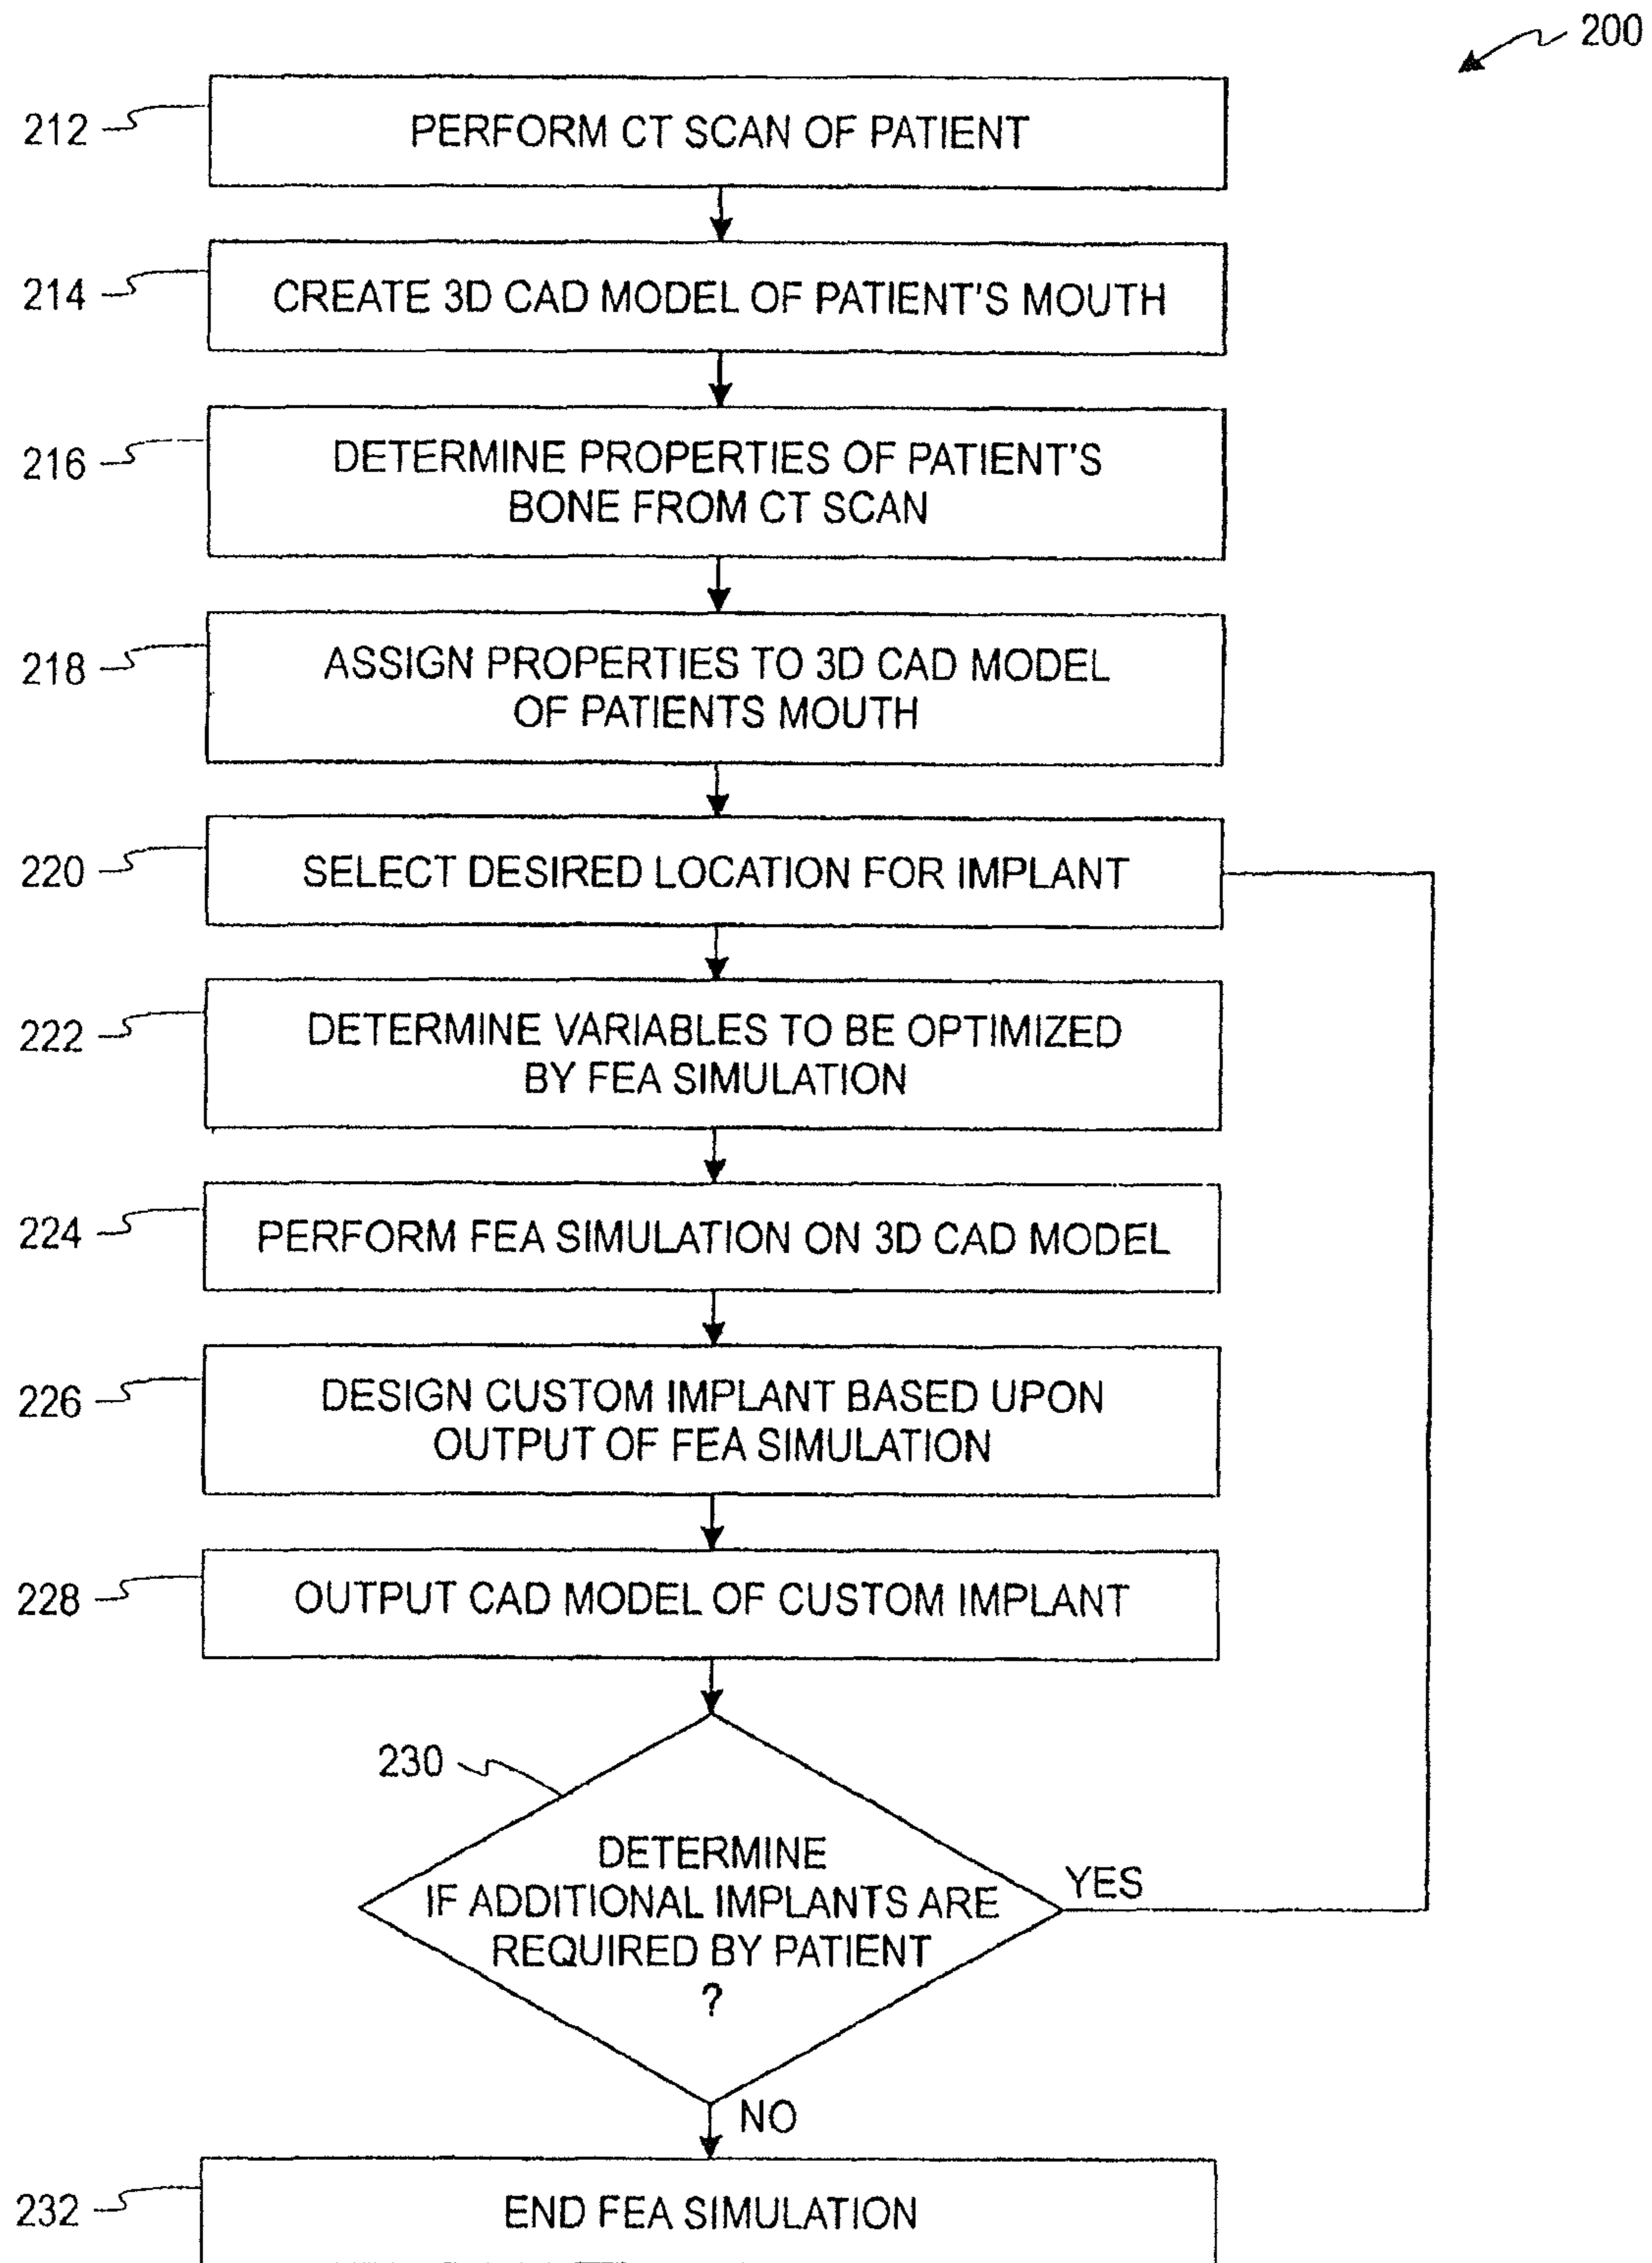 200
212
PERFORM CT SCAN OF PATIENT
214
CREATE 3D CAD MODEL OF PATIENT'S MOUTH
216
DETERMINE PROPERTIES OF PATIENT'S
BONE FROM CT SCAN
218
ASSIGN PROPERTIES TO 3D CAD MODEL
OF PATIENTS MOUTH
220
SELECT DESIRED LOCATION FOR IMPLANT
222
DETERMINE VARIABLES TO BE OPTIMIZED
BY FEA SIMULATION
224
PERFORM FEA SIMULATION ON 3D CAD MODEL
226
DESIGN CUSTOM IMPLANT BASED UPON
OUTPUT OF FEA SIMULATION
228
OUTPUT CAD MODEL OF CUSTOM IMPLANT
230
DETERMINE
IF ADDITIONAL IMPLANTS ARE
REQUIRED BY PATIENT
?
YES
NO
232
END FEA SIMULATION